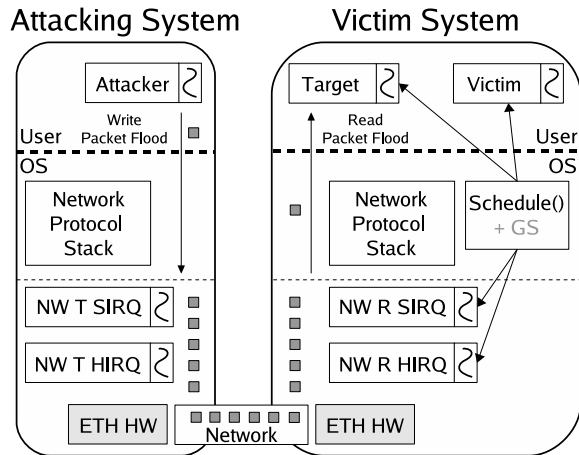 Attacking System
Victim System
Attacker
Target
Victim
Write
Packet Flood
Read
Packet Flood
User
User
OS
OS
Network
Protocol
Stack
Network
Protocol
Stack
Schedule()
+ GS
NW T SIRQ
NW R SIRQ
NW T HIRQ
NW R HIRQ
ETH HW
Network
ETH HW